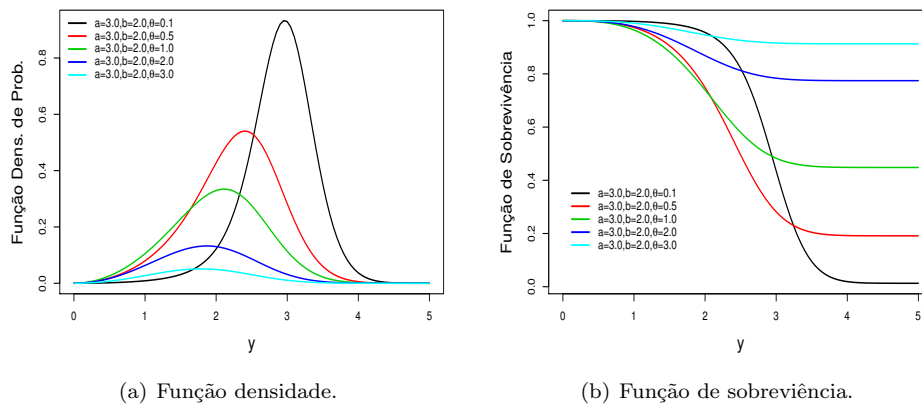 Função Dens. de Prob.
0.0 0.2 0.4 0.6 0.8
a=3.0,b=2.0,θ=0.1
a=3.0,b=2.0,θ=0.5
a=3.0,b=2.0,θ=1.0
a=3.0,b=2.0,θ=2.0
a=3.0,b=2.0,θ=3.0
0 1 2 3 4 5
y
(a) Função densidade.
Função de Sobrevivência
0.0 0.2 0.4 0.6 0.8 1.0
a=3.0,b=2.0,θ=0.1
a=3.0,b=2.0,θ=0.5
a=3.0,b=2.0,θ=1.0
a=3.0,b=2.0,θ=2.0
a=3.0,b=2.0,θ=3.0
0 1 2 3 4 5
y
(b) Função de sobreviência.